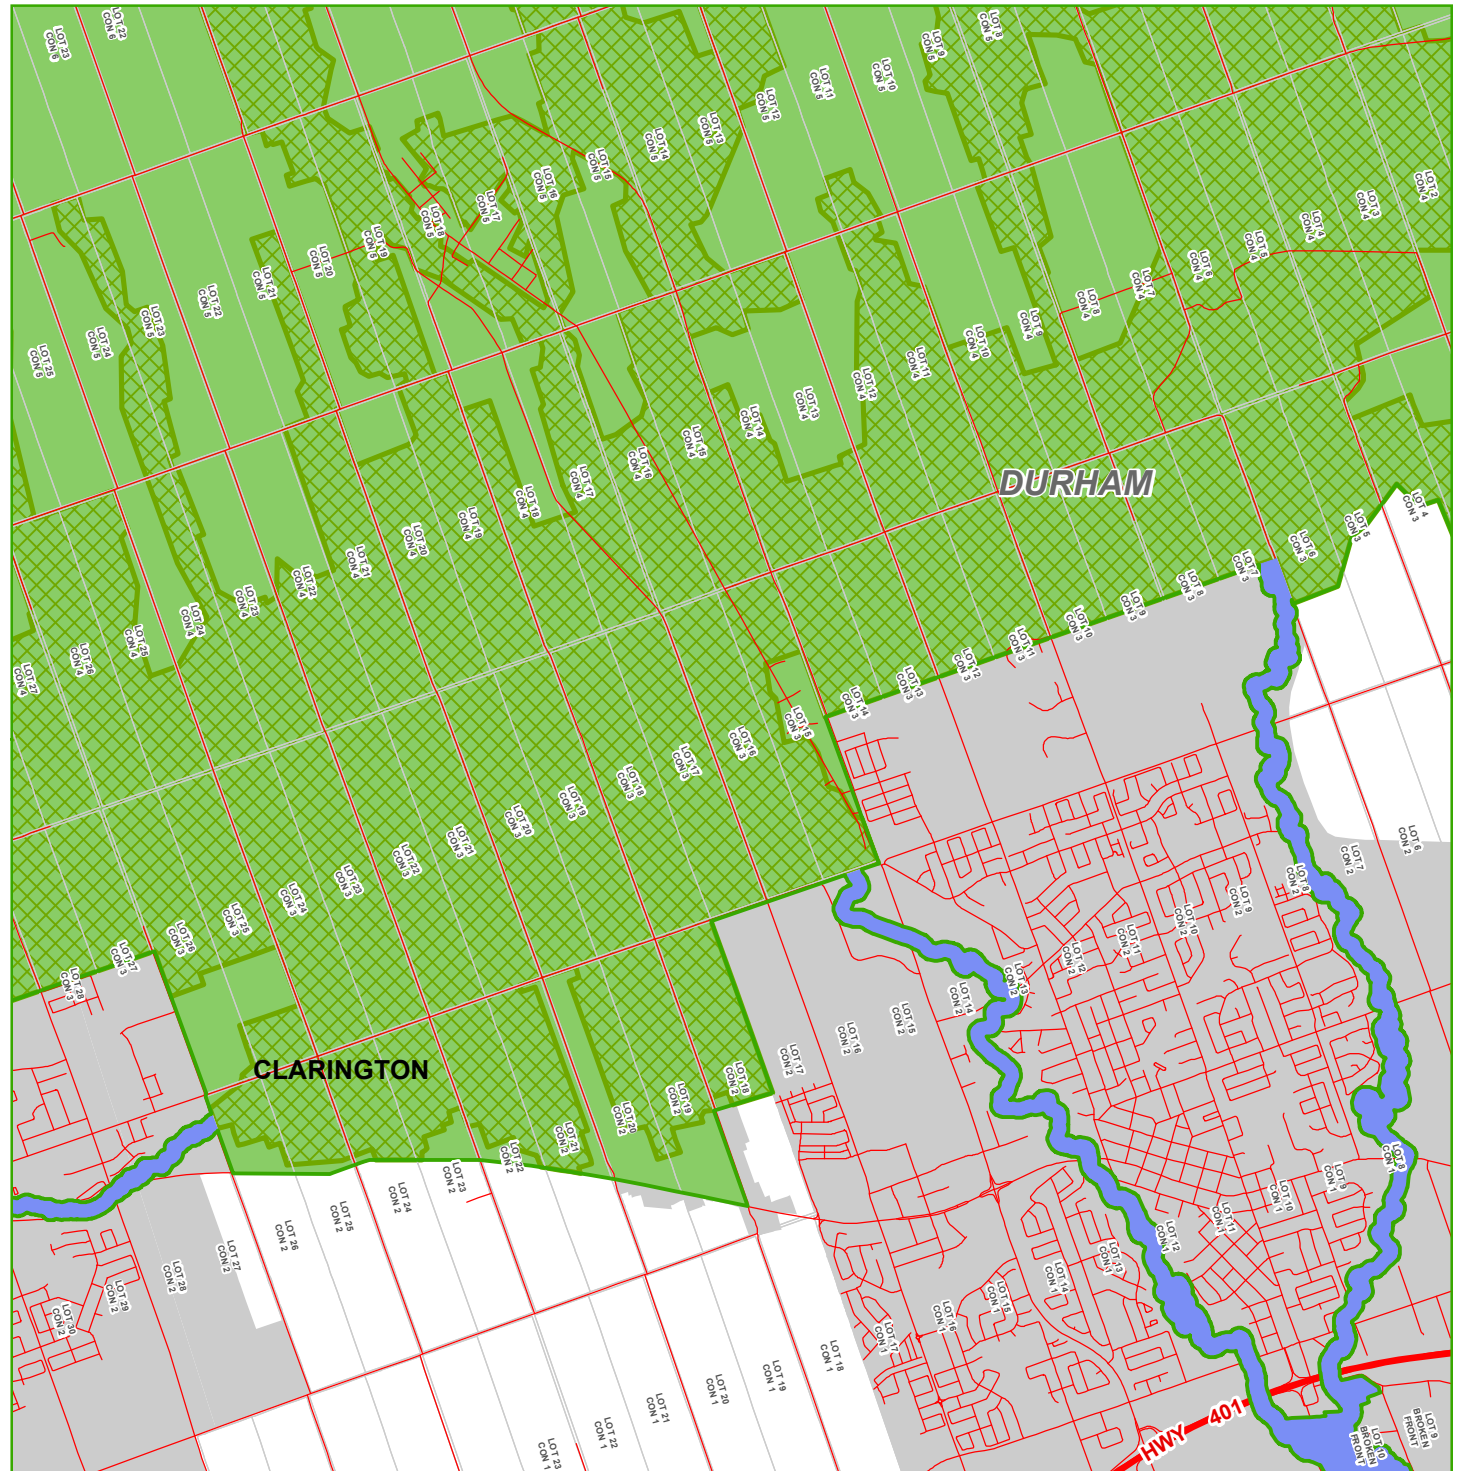 LOT 23
CON 6
LOT 22
CON 6
LOT 9
CON 5
LOT 8
CON 5
LOT 10
CON 5
LOT 11
CON 5
LOT 12
CON 5
LOT 13
CON 5
LOT 14
CON 5
LOT 15
CON 5
LOT 16
CON 5
LOT 17
CON 5
LOT 18
CON 5
LOT 19
CON 5
LOT 20
CON 5
LOT 21
CON 5
LOT 22
CON 5
LOT 23
CON 5
LOT 24
CON 5
LOT 25
CON 5
LOT 2
CON 4
LOT 3
CON 4
LOT 4
CON 4
LOT 5
CON 4
LOT 6
CON 4
LOT 7
CON 4
LOT 8
CON 4
LOT 9
CON 4
LOT 10
CON 4
LOT 11
CON 4
LOT 12
CON 4
LOT 13
CON 4
LOT 14
CON 4
LOT 15
CON 4
LOT 16
CON 4
LOT 17
CON 4
LOT 18
CON 4
LOT 19
CON 4
LOT 20
CON 4
LOT 21
CON 4
LOT 22
CON 4
LOT 23
CON 4
LOT 24
CON 4
LOT 25
CON 4
LOT 26
CON 4
LOT 27
CON 4
DURHAM
LOT 4
CON 3
LOT 5
CON 3
LOT 6
CON 3
LOT 7
CON 3
LOT 8
CON 3
LOT 9
CON 3
LOT 10
CON 3
LOT 11
CON 3
LOT 12
CON 3
LOT 13
CON 3
LOT 14
CON 3
LOT 15
CON 3
LOT 16
CON 3
LOT 17
CON 3
LOT 18
CON 3
LOT 19
CON 3
LOT 20
CON 3
LOT 21
CON 3
LOT 22
CON 3
LOT 23
CON 3
LOT 24
CON 3
LOT 25
CON 3
LOT 26
CON 3
LOT 27
CON 3
LOT 28
CON 3
LOT 6
CON 2
LOT 7
CON 2
LOT 8
CON 2
LOT 9
CON 2
LOT 10
CON 2
LOT 11
CON 2
LOT 12
CON 2
LOT 13
CON 2
LOT 14
CON 2
LOT 15
CON 2
LOT 16
CON 2
LOT 17
CON 2
LOT 18
CON 2
LOT 19
CON 2
LOT 20
CON 2
LOT 21
CON 2
LOT 22
CON 2
LOT 23
CON 2
LOT 24
CON 2
LOT 25
CON 2
LOT 26
CON 2
LOT 27
CON 2
LOT 28
CON 2
LOT 29
CON 2
LOT 30
CON 2
CLARINGTON
LOT 8
CON 1
LOT 9
CON 1
LOT 10
CON 1
LOT 11
CON 1
LOT 12
CON 1
LOT 13
CON 1
LOT 14
CON 1
LOT 15
CON 1
LOT 16
CON 1
LOT 17
CON 1
LOT 18
CON 1
LOT 19
CON 1
LOT 20
CON 1
LOT 21
CON 1
LOT 22
CON 1
LOT 23
CON 1
HWY 401
LOT 9
BROKEN
FRONT
LOT 10
BROKEN
FRONT